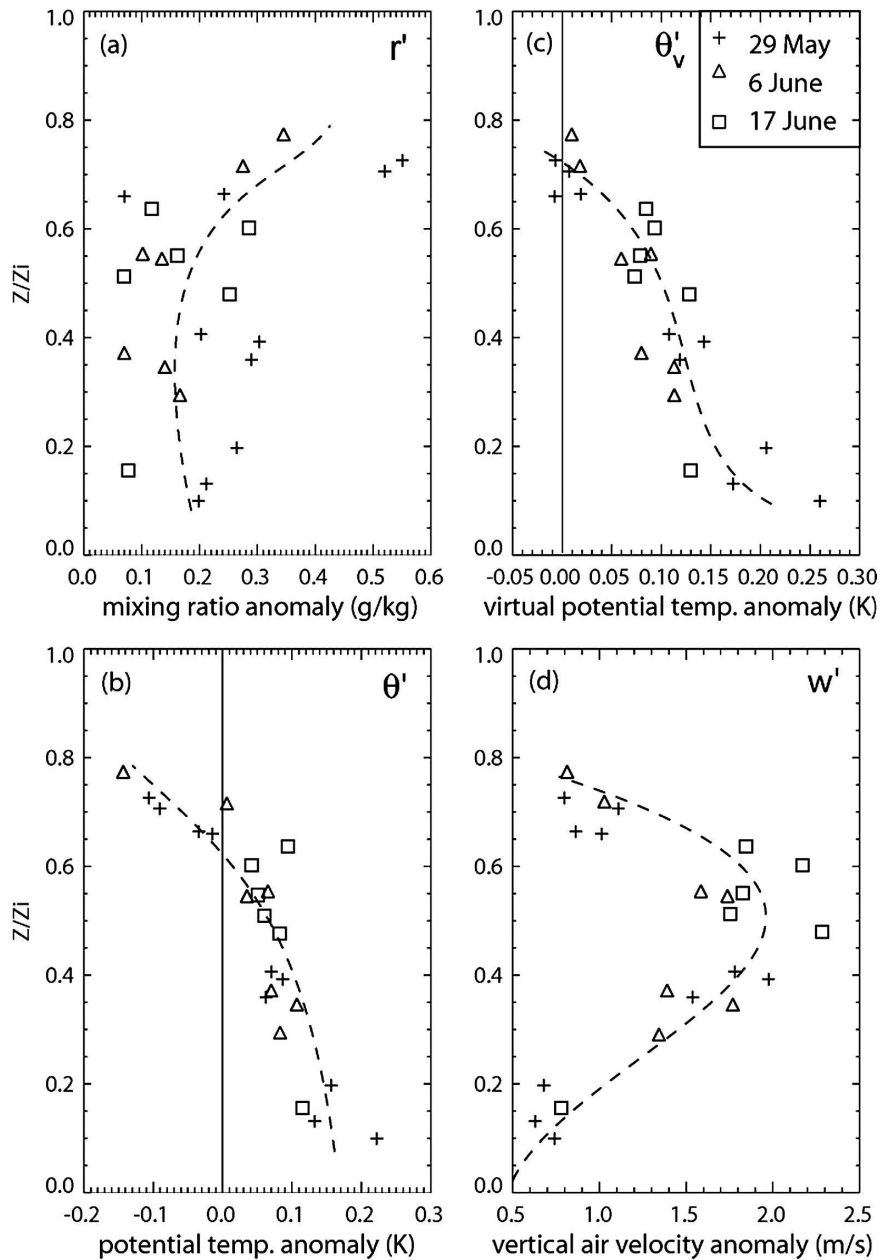 (a)
r'
1.0
0.8
0.6
0.4
0.2
0.0
Z/Zi
0.0 0.1 0.2 0.3 0.4 0.5 0.6
mixing ratio anomaly (g/kg)
(c)
θ'v
29 May
6 June
17 June
1.0
0.8
0.6
0.4
0.2
0.0
-0.05 0.00 0.05 0.10 0.15 0.20 0.25 0.30
virtual potential temp. anomaly (K)
(b)
θ'
1.0
0.8
0.6
0.4
0.2
0.0
Z/Zi
-0.2 -0.1 0.0 0.1 0.2 0.3
potential temp. anomaly (K)
(d)
w'
1.0
0.8
0.6
0.4
0.2
0.0
0.5 1.0 1.5 2.0 2.5
vertical air velocity anomaly (m/s)